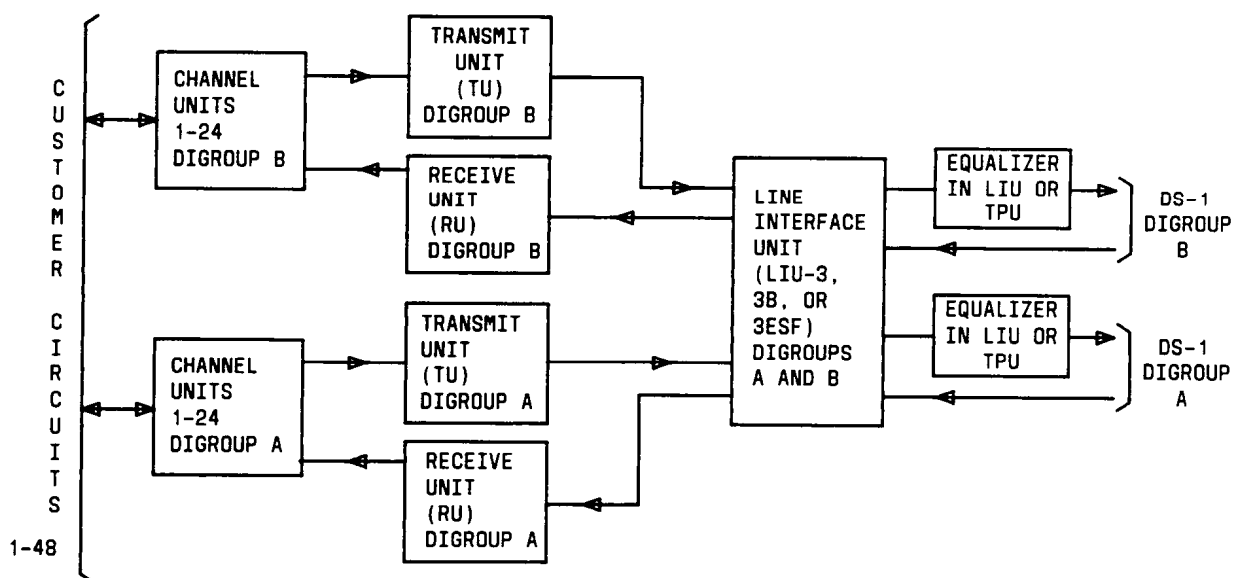 CUSTOMER CIRCUITS
1-48
CHANNEL
UNITS
1-24
DIGROUP B
TRANSMIT
UNIT
(TU)
DIGROUP B
RECEIVE
UNIT
(RU)
DIGROUP B
CHANNEL
UNITS
1-24
DIGROUP A
TRANSMIT
UNIT
(TU)
DIGROUP A
RECEIVE
UNIT
(RU)
DIGROUP A
LINE
INTERFACE
UNIT
(LIU-3,
3B, OR
3ESF)
DIGROUPS
A AND B
EQUALIZER
IN LIU OR
TPU
DS-1
DIGROUP
B
EQUALIZER
IN LIU OR
TPU
DS-1
DIGROUP
A